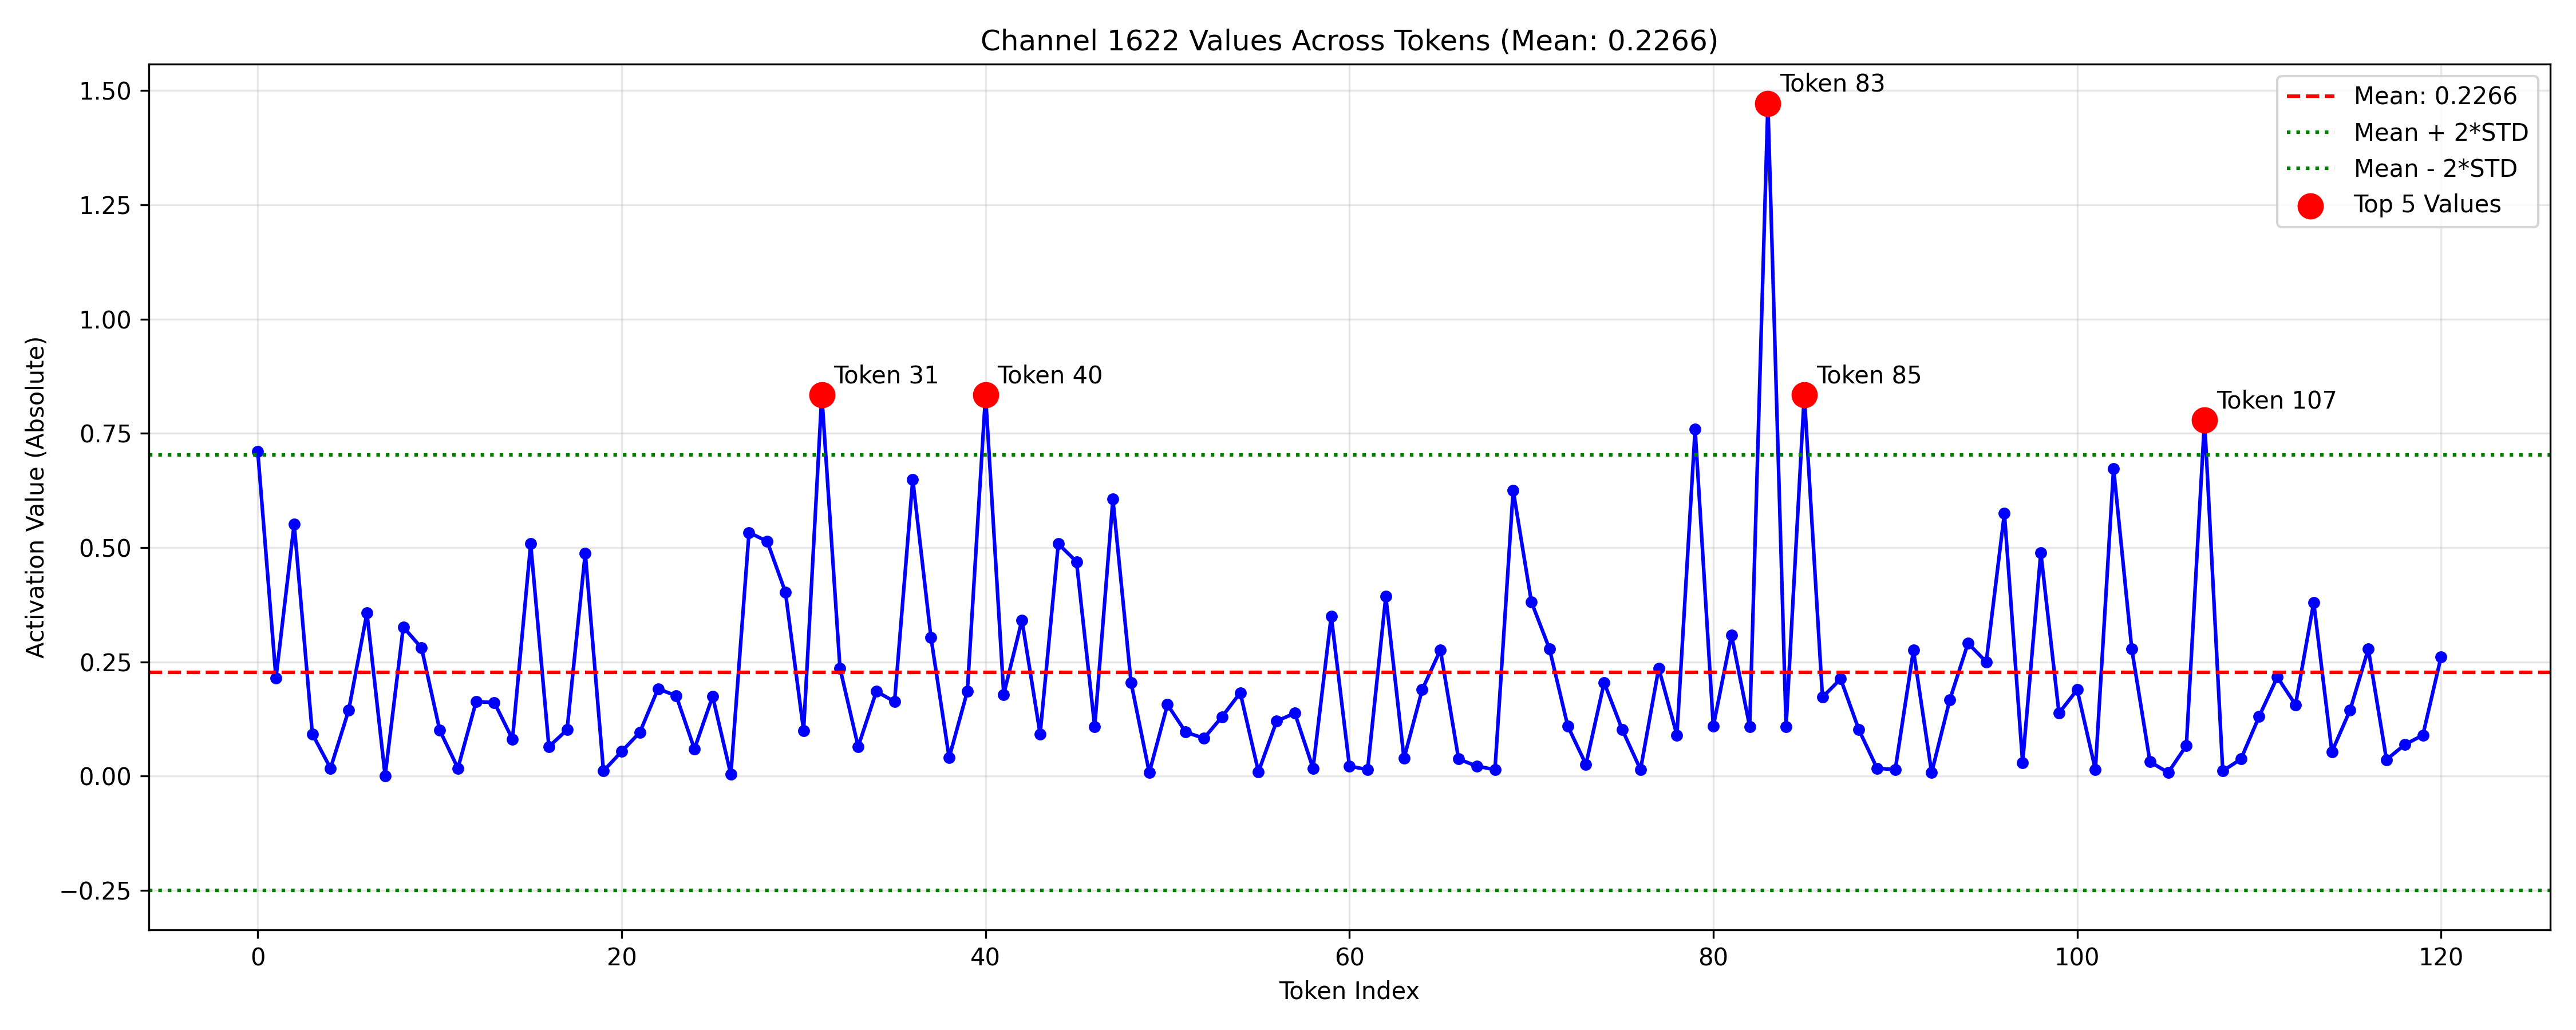 Channel 1622 Values Across Tokens (Mean: 0.2266)
Token 83
Token 31
Token 40
Token 85
Token 107
Mean: 0.2266
Mean + 2*STD
Mean - 2*STD
Top 5 Values
Activation Value (Absolute)
1.50
1.25
1.00
0.75
0.50
0.25
0.00
−0.25
0
20
40
60
80
100
120
Token Index